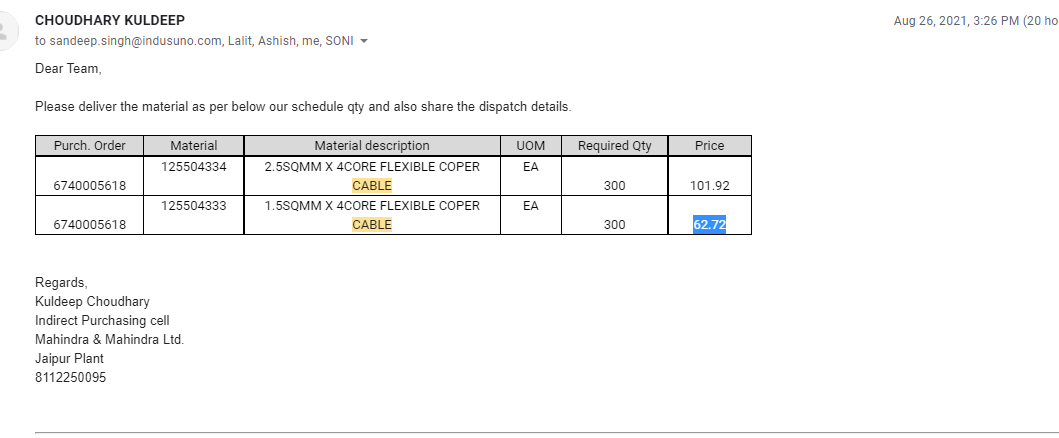 CHOUDHARY KULDEEP
Aug 26, 2021, 3:26 PM (20 ho
to sandeep.singh@indusuno.com, Lalit, Ashish, me, SONI
Dear Team,
Please deliver the material as per below our schedule qty and also share the dispatch details.
Purch. Order Material Material description UOM Required Qty Price
125504334 2.5SQMM X 4CORE FLEXIBLE COPER EA
6740005618 CABLE 300 101.92
125504333 1.5SQMM X 4CORE FLEXIBLE COPER EA
6740005618 CABLE 300 62.72
Regards,
Kuldeep Choudhary
Indirect Purchasing cell
Mahindra & Mahindra Ltd.
Jaipur Plant
8112250095